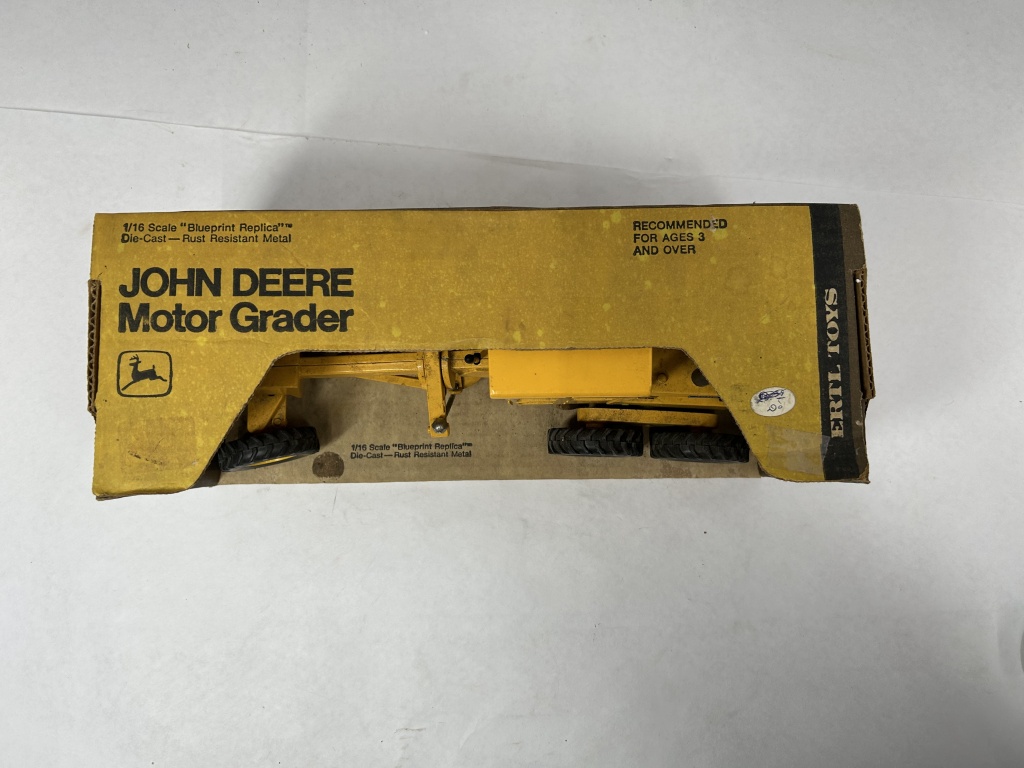 1/16 Scale "Blueprint Replica"™
Die-Cast—Rust Resistant Metal
RECOMMENDED
FOR AGES 3
AND OVER
JOHN DEERE
Motor Grader
ERTL TOYS
1/16 Scale "Blueprint Replica"™
Die-Cast—Rust Resistant Metal